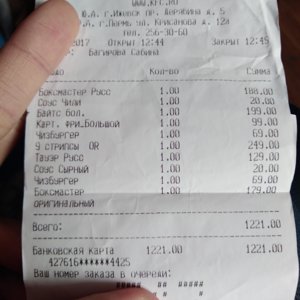 WWW.KFC.RU
Ю.А. г.Ижевск пр. Дерябина д. 5
А. г.Пермь ул. Крисанова д. 12а
тел. 256-30-60
2017 Открыт 12:44 Закрыт 12:45
Багирова Сабина
Кол-во Сумма
Боксмастер Русс 1.00 188.00
Соус Чили 1.00 20.00
Байтс бол. 1.00 199.00
Карт. фри_Большой 1.00 99.00
Чизбургер 1.00 69.00
9 стрипсы OR 1.00 249.00
Тауэр Русс 1.00 129.00
Соус Сырный 1.00 20.00
Чизбургер 1.00 69.00
Боксмастер 1.00 179.00
оригинальный
Всего: 1221.00
Банковская карта 1221.00 1221.00
427616******4425
Ваш номер заказа в очереди: